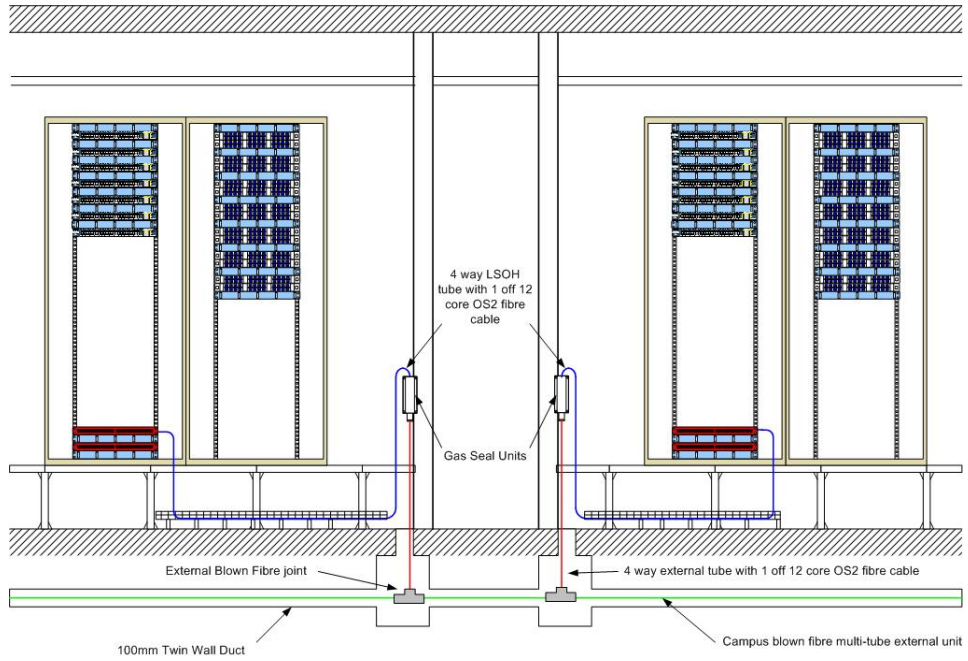 4 way LSOH
tube with 1 off 12
core OS2 fibre
cable
Gas Seal Units
External Blown Fibre joint
4 way external tube with 1 off 12 core OS2 fibre cable
100mm Twin Wall Duct
Campus blown fibre multi-tube external unit